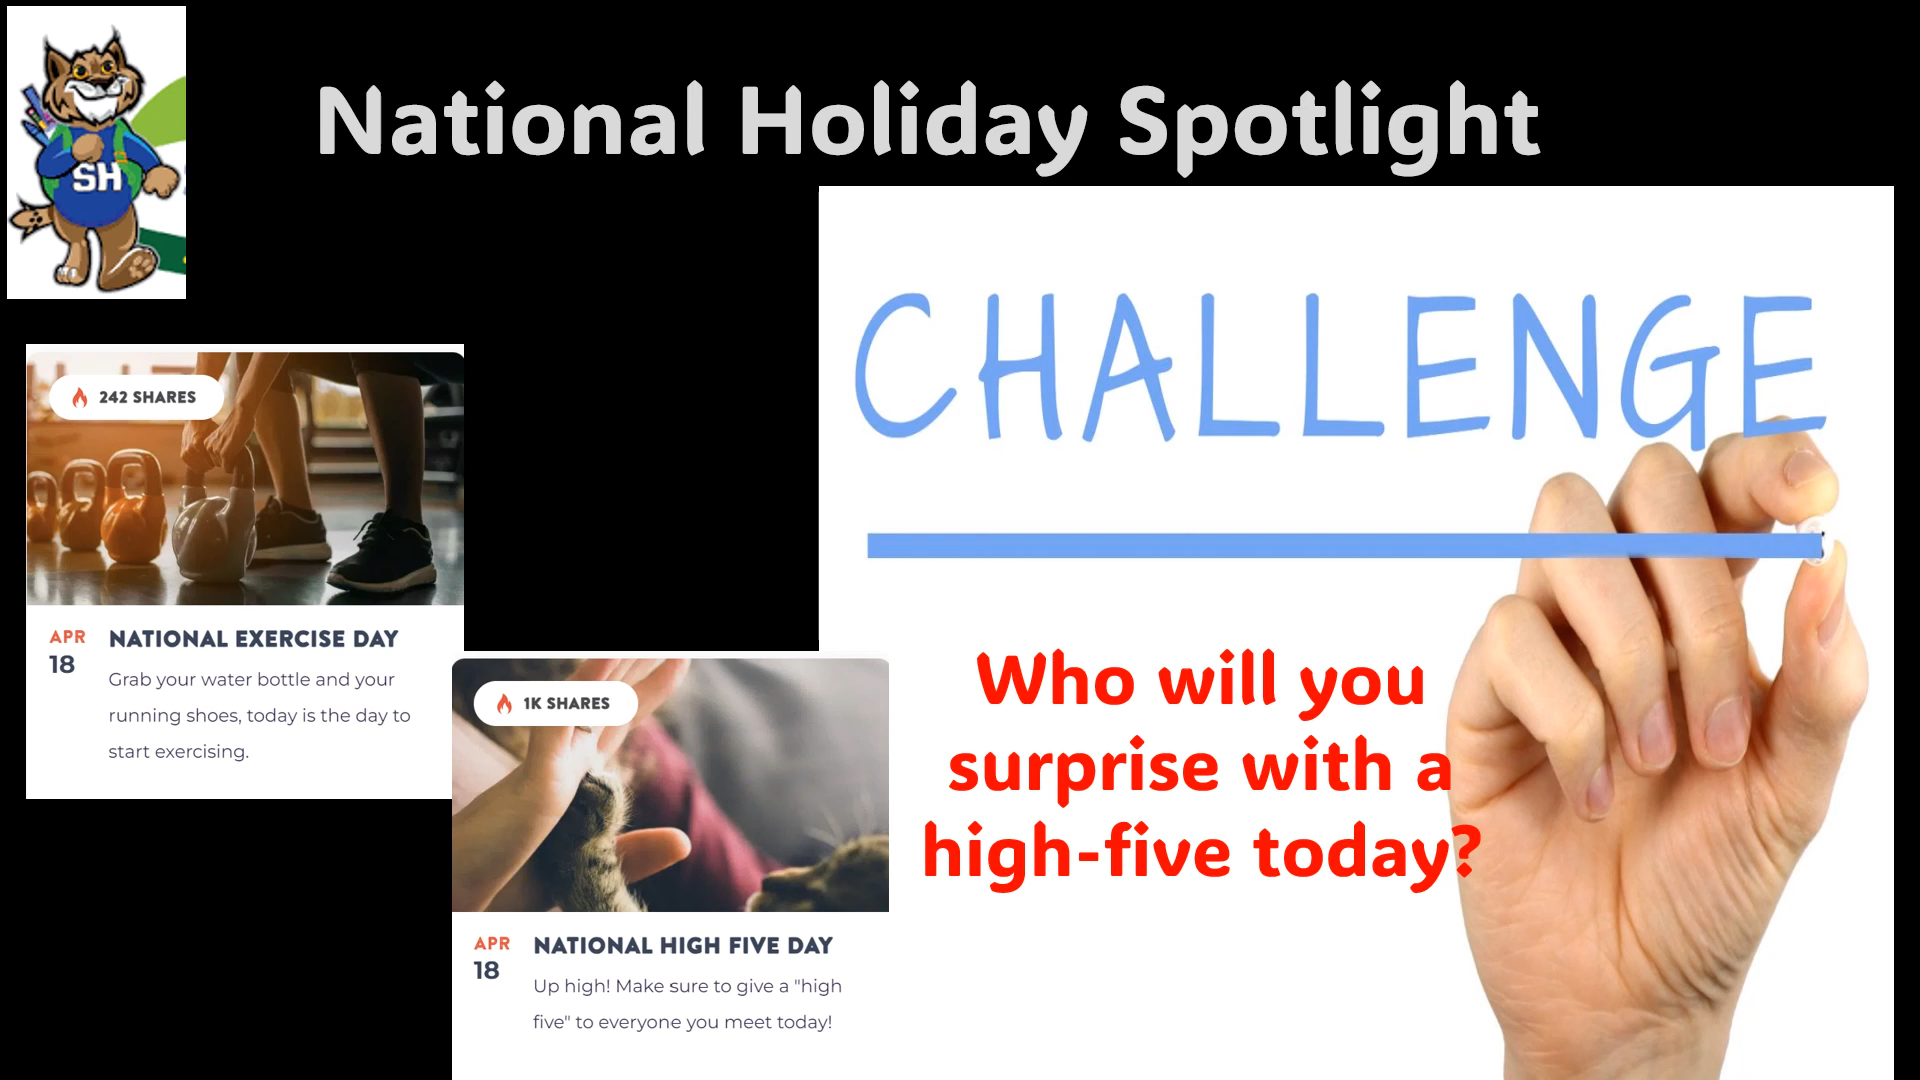 National Holiday Spotlight
SH
242 SHARES
APR
18
NATIONAL EXERCISE DAY
Grab your water bottle and your
running shoes, today is the day to
start exercising.
1K SHARES
APR
18
NATIONAL HIGH FIVE DAY
Up high! Make sure to give a "high
five" to everyone you meet today!
CHALLENGE
Who will you
surprise with a
high-five today?